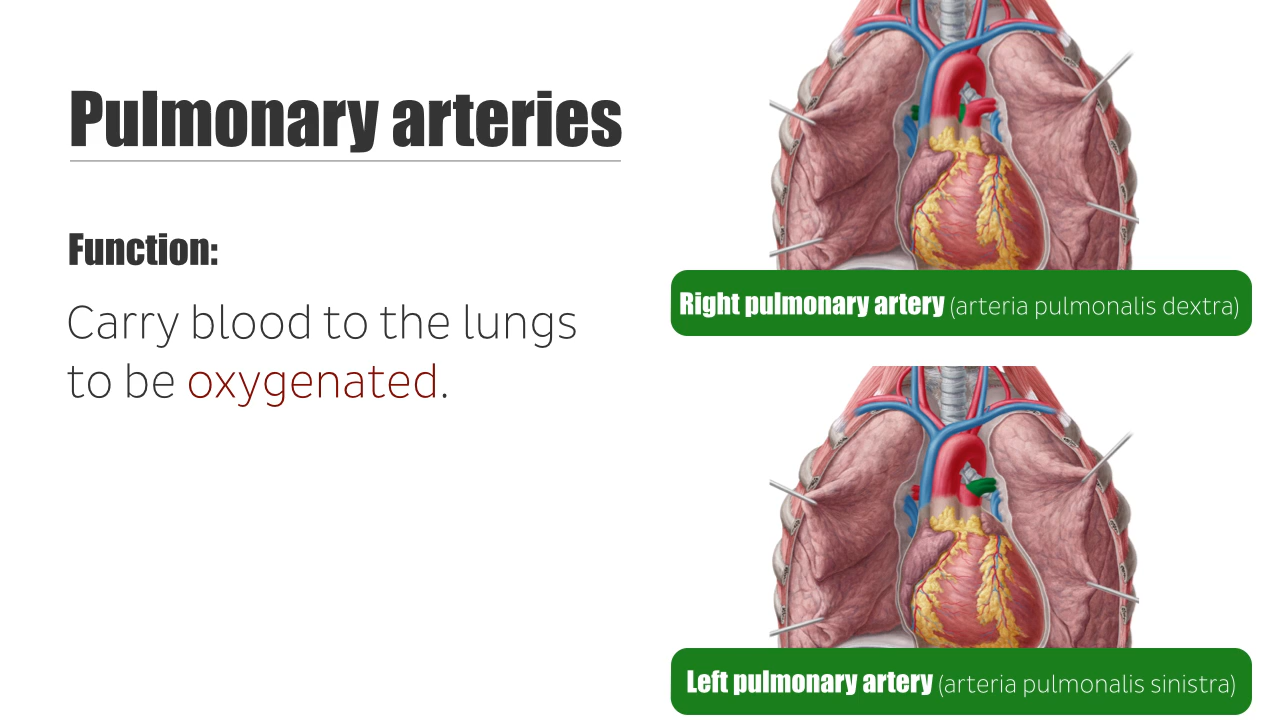 Pulmonary arteries
Function:
Carry blood to the lungs
to be oxygenated.
Right pulmonary artery (arteria pulmonalis dextra)
Left pulmonary artery (arteria pulmonalis sinistra)